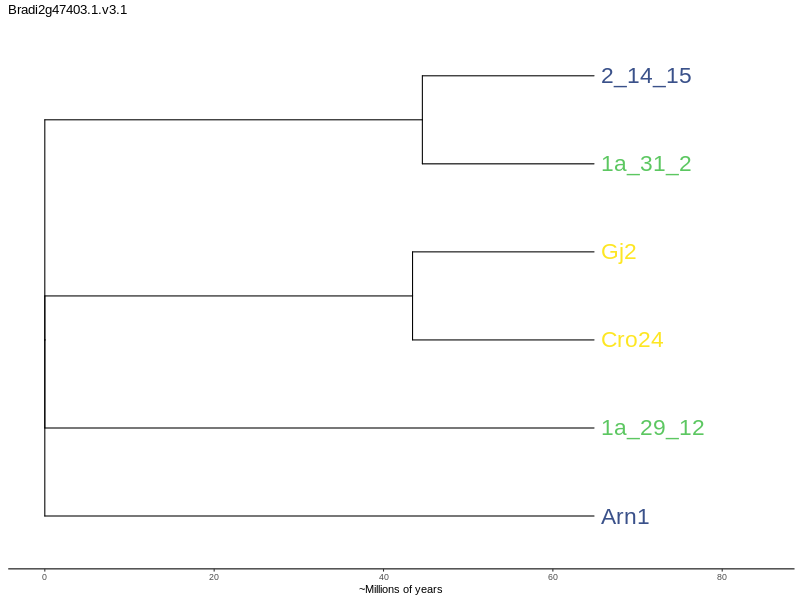 Bradi2g47403.1.v3.1
2_14_15
1a_31_2
Gj2
Cro24
1a_29_12
Arn1
0 20 40 60 80
~Millions of years